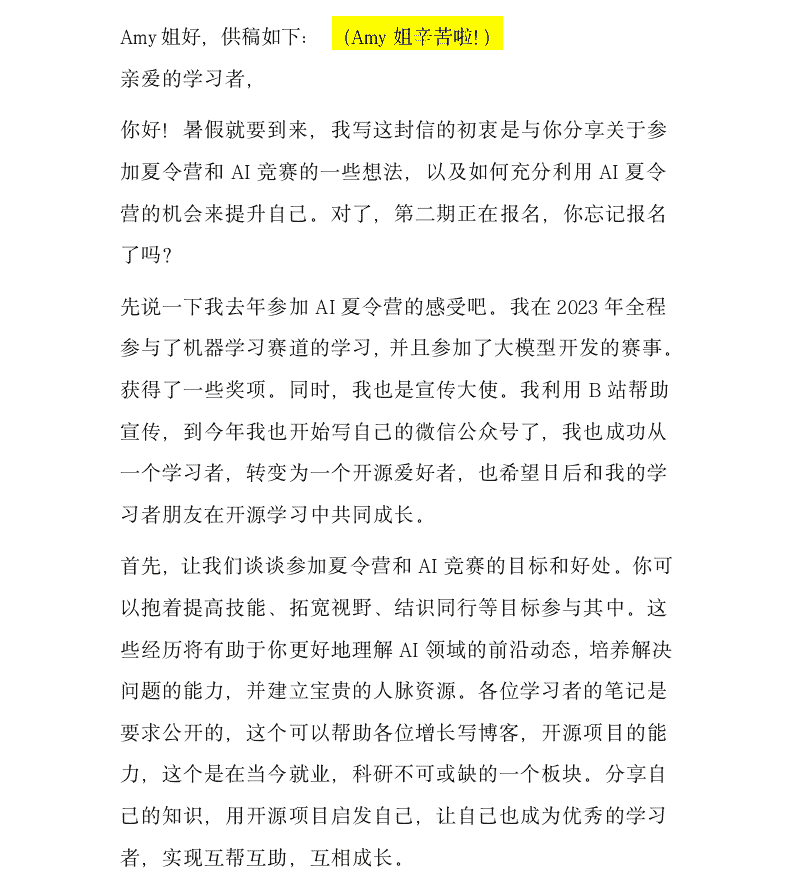 Amy 姐好，供稿如下： （Amy 姐辛苦啦！）
亲爱的学习者，
你好！暑假就要到来，我写这封信的初衷是与你分享关于参
加夏令营和 AI 竞赛的一些想法，以及如何充分利用 AI 夏令
营的机会来提升自己。对了，第二期正在报名，你忘记报名
了吗？
先说一下我去年参加 AI 夏令营的感受吧。我在 2023 年全程
参与了机器学习赛道的学习，并且参加了大模型开发的赛事。
获得了一些奖项。同时，我也是宣传大使。我利用 B 站帮助
宣传，到今年我也开始写自己的微信公众号了，我也成功从
一个学习者，转变为一个开源爱好者，也希望日后和我的学
习者朋友在开源学习中共同成长。
首先，让我们谈谈参加夏令营和 AI 竞赛的目标和好处。你可
以抱着提高技能、拓宽视野、结识同行等目标参与其中。这
些经历将有助于你更好地理解 AI 领域的前沿动态，培养解决
问题的能力，并建立宝贵的人脉资源。各位学习者的笔记是
要求公开的，这个可以帮助各位增长写博客，开源项目的能
力，这个是在当今就业，科研不可或缺的一个板块。分享自
己的知识，用开源项目启发自己，让自己也成为优秀的学习
者，实现互帮互助，互相成长。